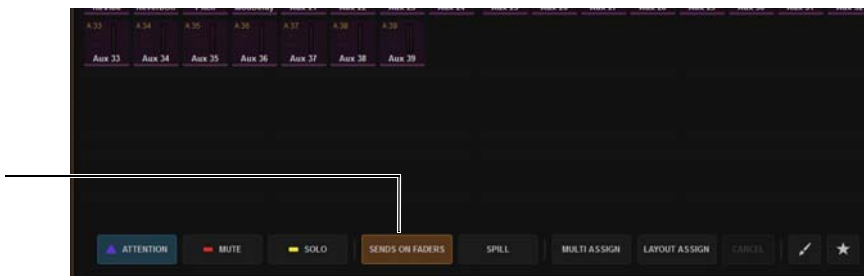 A 33 A 34 A 35 A 36 A 37 A 38 A 39
Aux 33 Aux 34 Aux 35 Aux 36 Aux 37 Aux 38 Aux 39
ATTENTION MUTE SOLO SENDS ON FADERS SPILL MULTI ASSIGN LAYOUT ASSIGN CANCEL